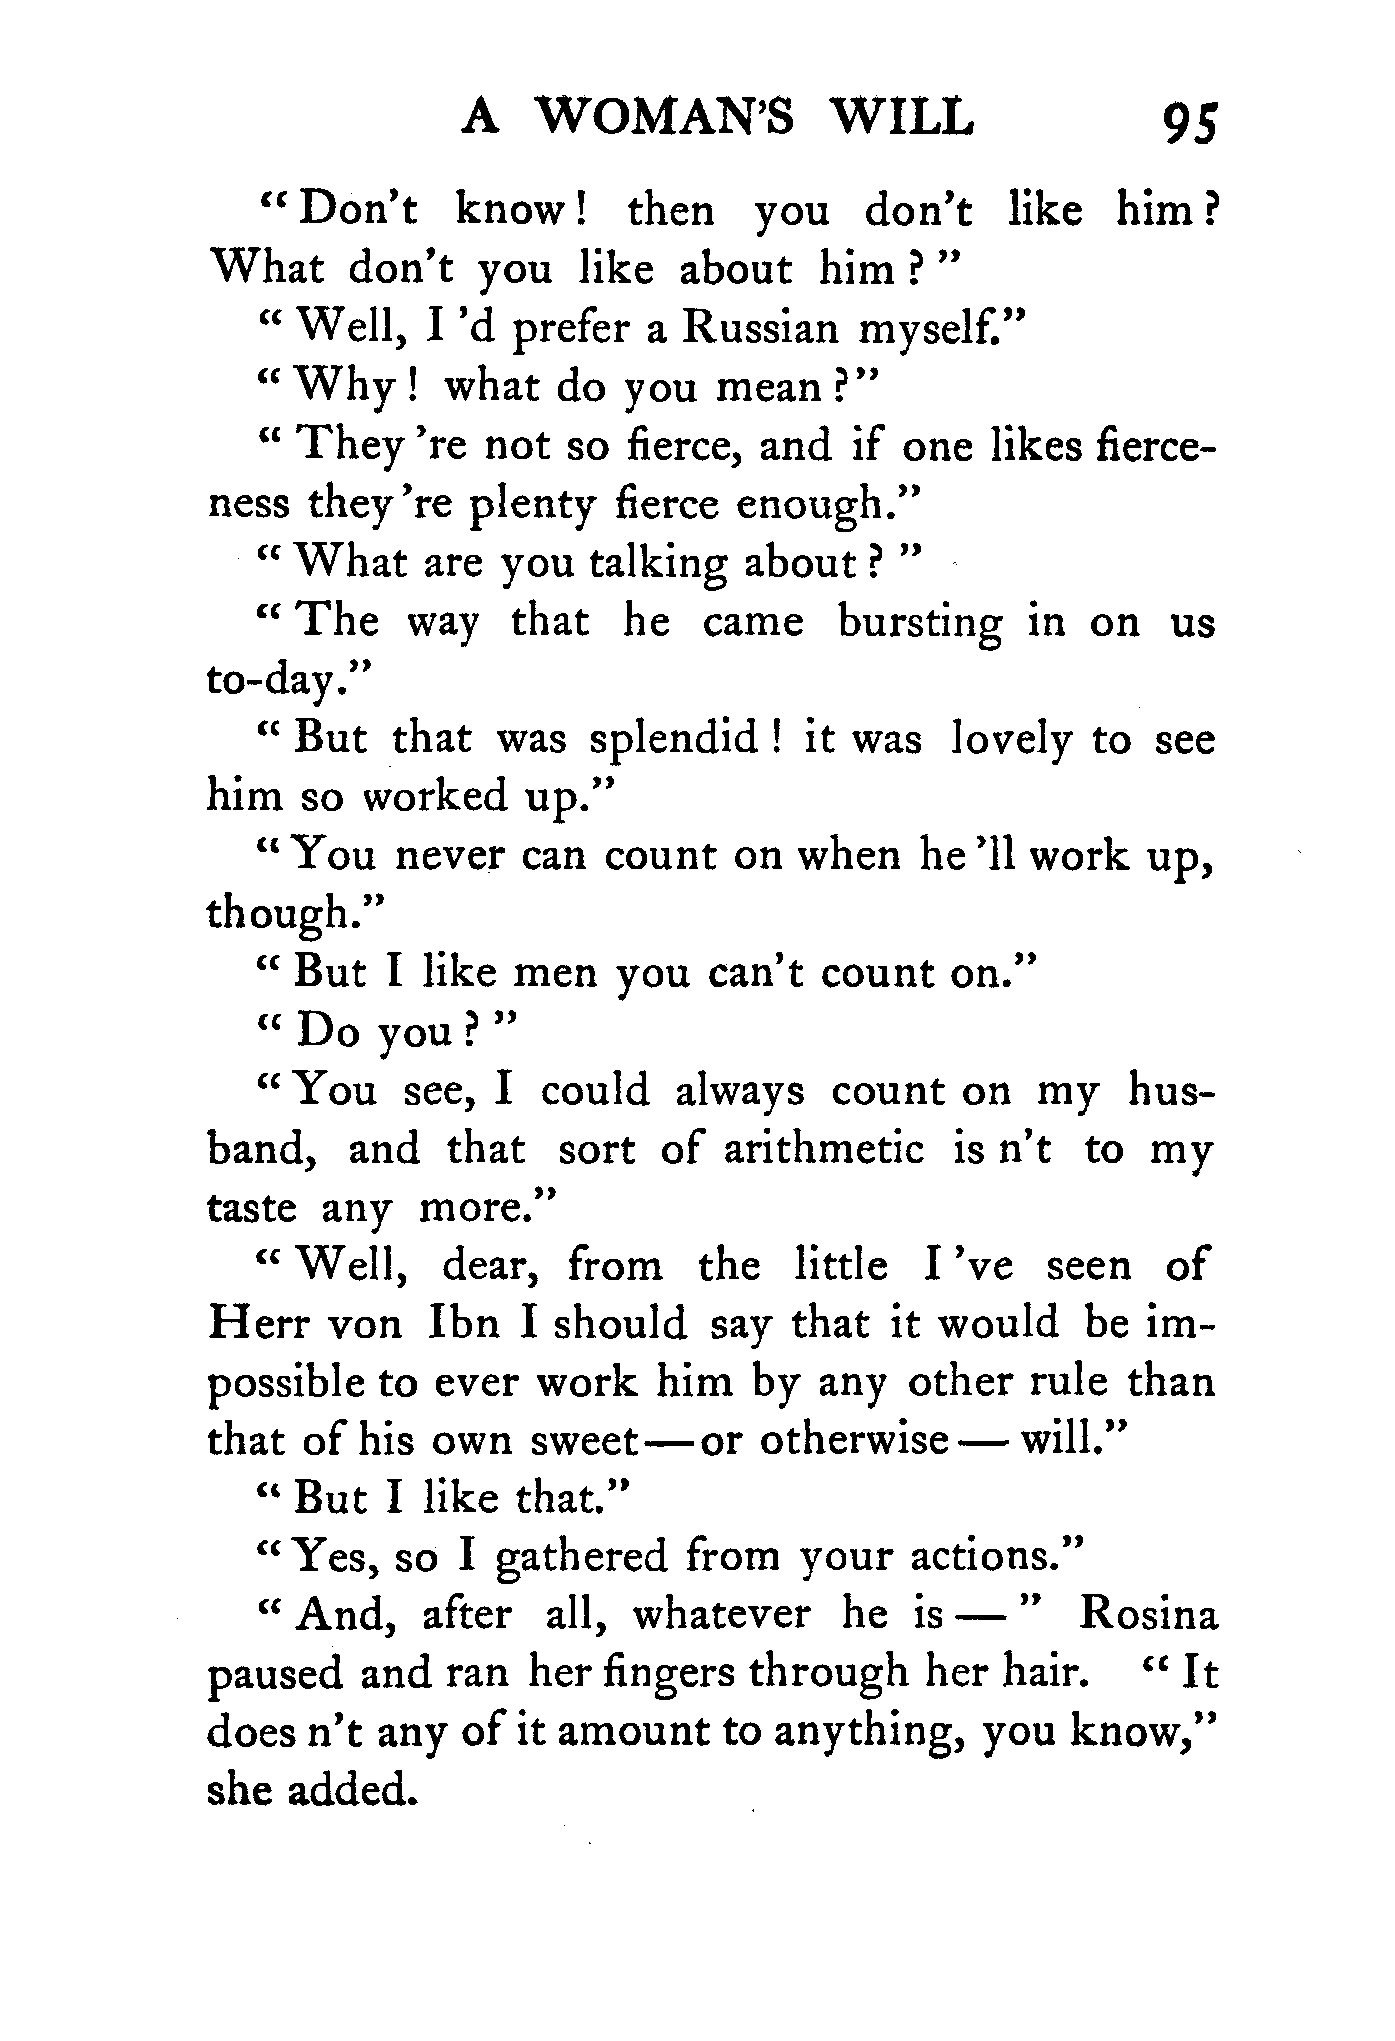 A WOMAN'S WILL 95
“Don't know! then you don't like him?
What don't you like about him?”
“Well, I'd prefer a Russian myself.”
“Why! what do you mean?”
“They're not so fierce, and if one likes fierce-
ness they're plenty fierce enough.”
“What are you talking about?”
“The way that he came bursting in on us
to-day.”
“But that was splendid! it was lovely to see
him so worked up.”
“You never can count on when he'll work up,
though.”
“But I like men you can't count on.”
“Do you?”
“You see, I could always count on my hus-
band, and that sort of arithmetic is n't to my
taste any more.”
“Well, dear, from the little I've seen of
Herr von Ibn I should say that it would be im-
possible to ever work him by any other rule than
that of his own sweet—or otherwise—will.”
“But I like that.”
“Yes, so I gathered from your actions.”
“And, after all, whatever he is—” Rosina
paused and ran her fingers through her hair. “It
does n't any of it amount to anything, you know,”
she added.